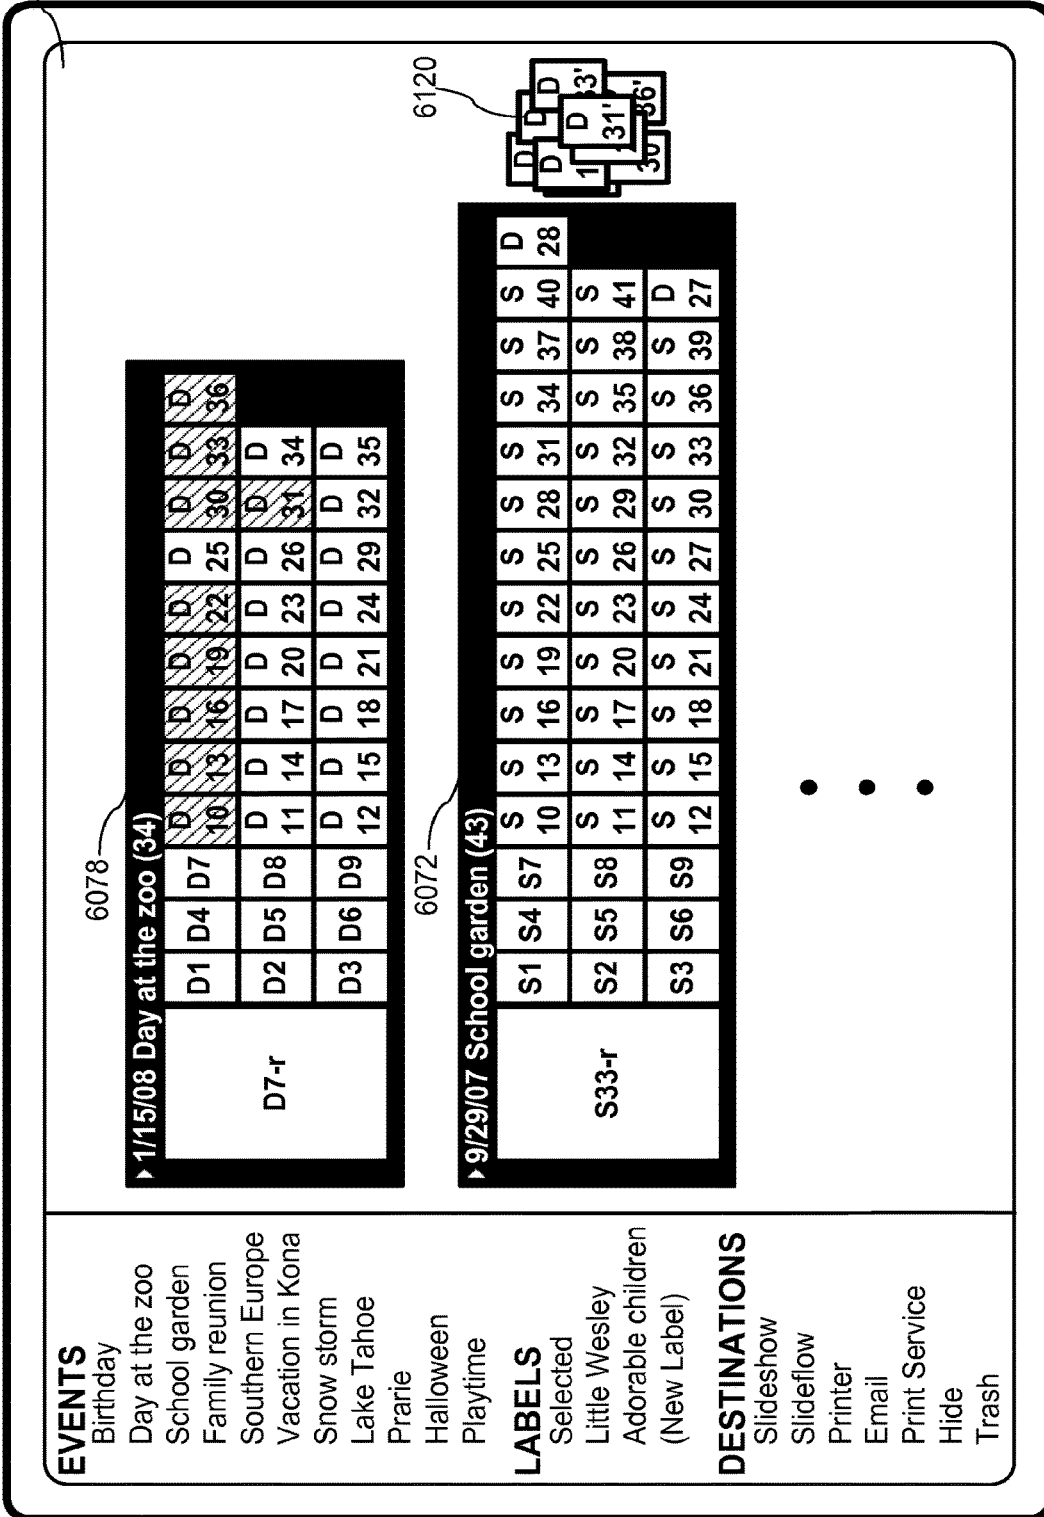 EVENTS
Birthday
Day at the zoo
School garden
Family reunion
Southern Europe
Vacation in Kona
Snow storm
Lake Tahoe
Prarie
Halloween
Playtime
LABELS
Selected
Little Wesley
Adorable children
(New Label)
DESTINATIONS
Slideshow
Slideflow
Printer
Email
Print Service
Hide
Trash
6078
1/15/08 Day at the zoo (34)
D7-r
D1 D4 D7 D 10 D 13 D 16 D 19 D 22 D 25 D 30 D 33 D 36
D2 D5 D8 D 11 D 14 D 17 D 20 D 23 D 26 D 31 D 34
D3 D6 D9 D 12 D 15 D 18 D 21 D 24 D 29 D 32 D 35
6072
9/29/07 School garden (43)
S33-r
S1 S4 S7 S 10 S 13 S 16 S 19 S 22 S 25 S 28 S 31 S 34 S 37 S 40 D 28
S2 S5 S8 S 11 S 14 S 17 S 20 S 23 S 26 S 29 S 32 S 35 S 38 S 41
S3 S6 S9 S 12 S 15 S 18 S 21 S 24 S 27 S 30 S 33 S 36 S 39 D 27
6120
D D D
D D 31'
36'
30